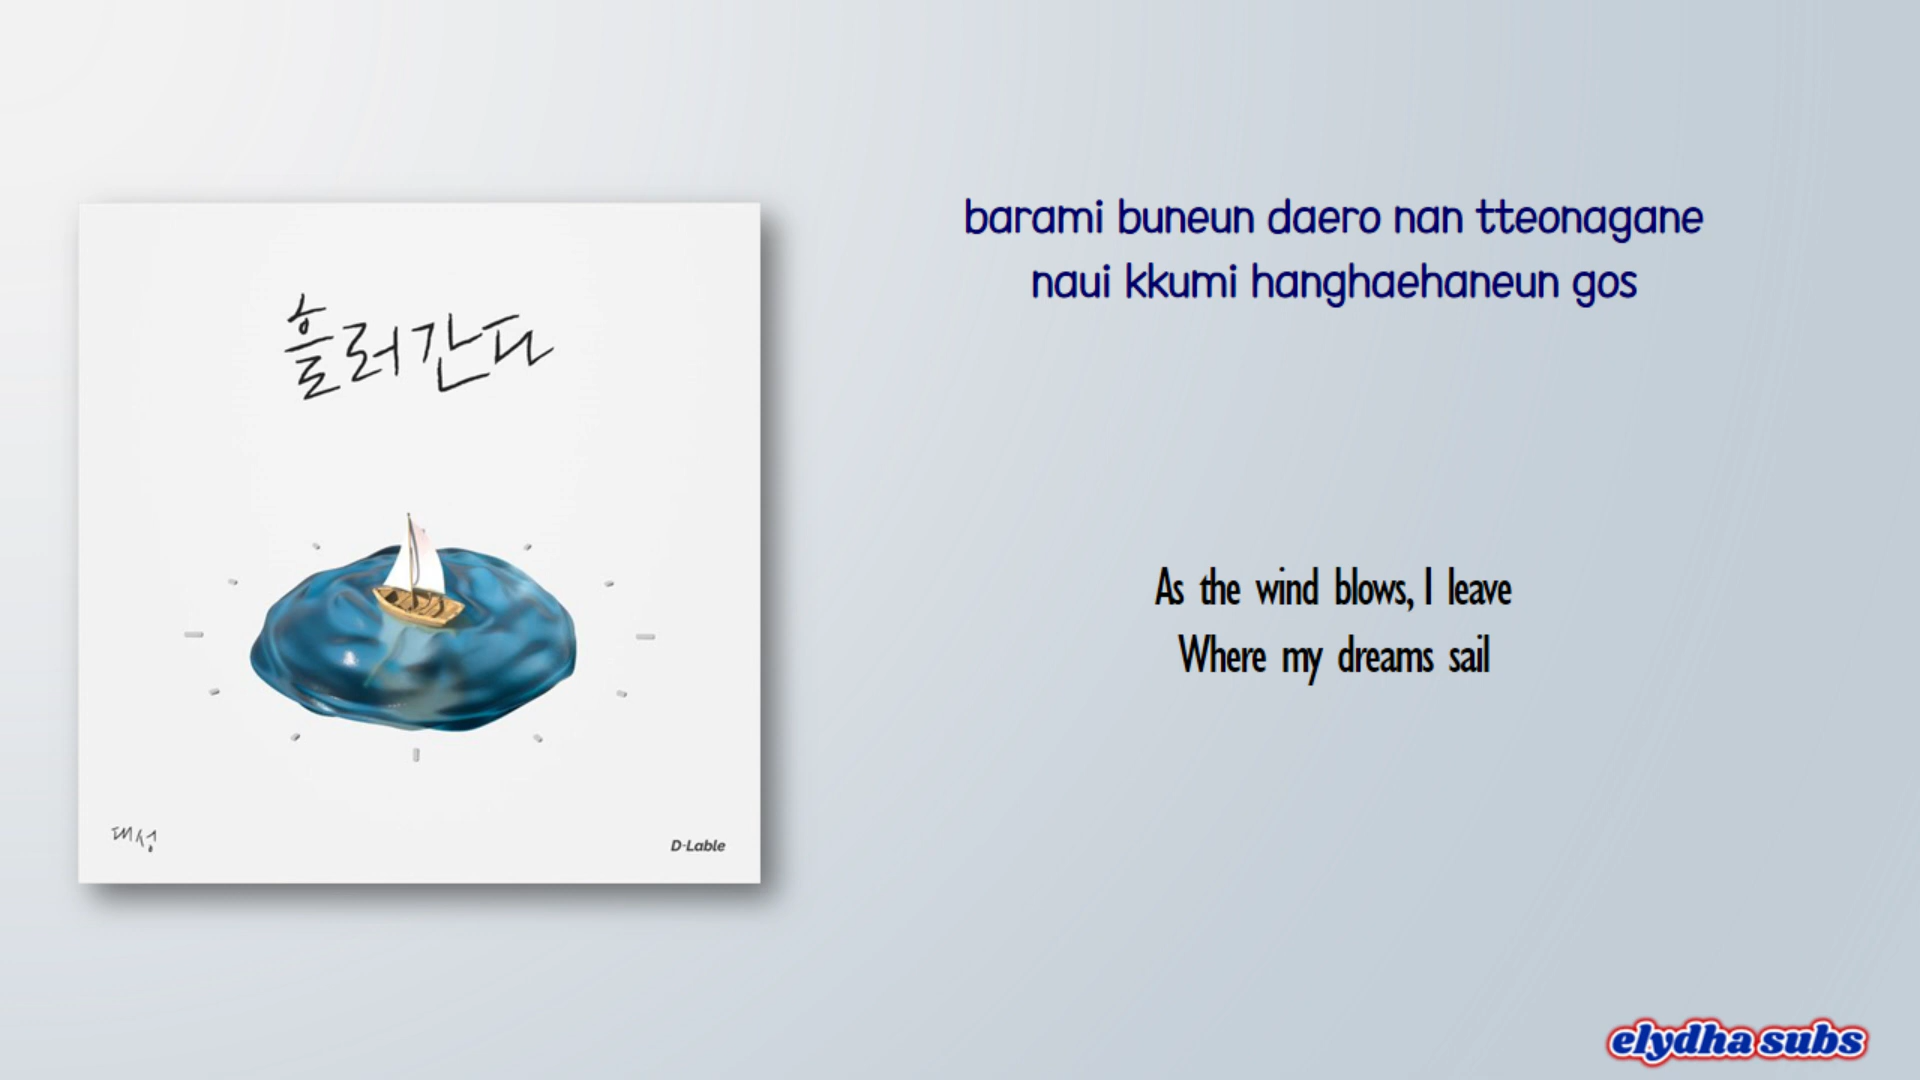 흘러간다
대성
D-Lable
barami buneun daero nan tteonagane
naui kkumi hanghaehaneun gos
As the wind blows, I leave
Where my dreams sail
elydha subs